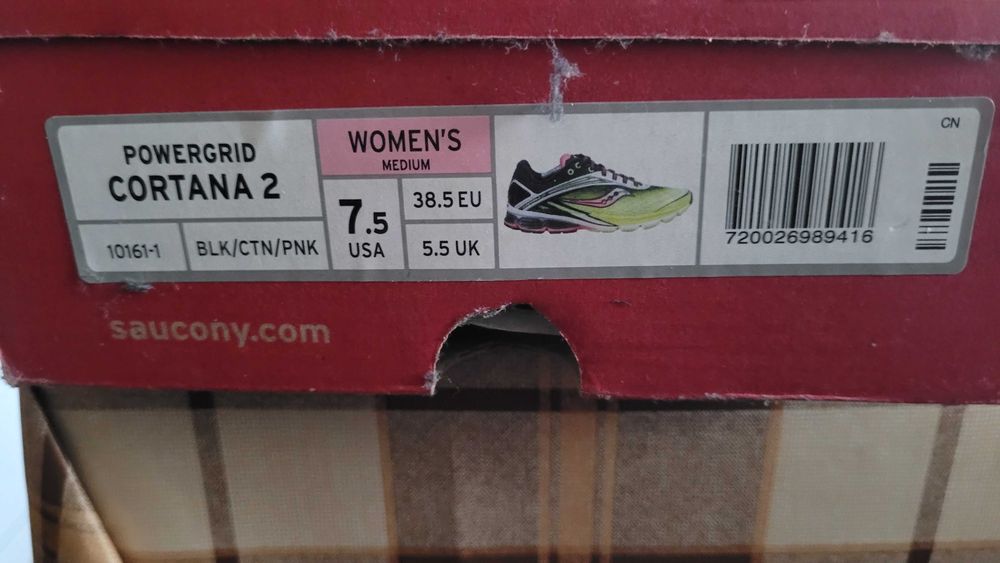 POWERGRID
CORTANA 2
10161-1
BLK/CTN/PNK
WOMEN'S
MEDIUM
7.5
USA
38.5 EU
5.5 UK
720026989416
CN
saucony.com